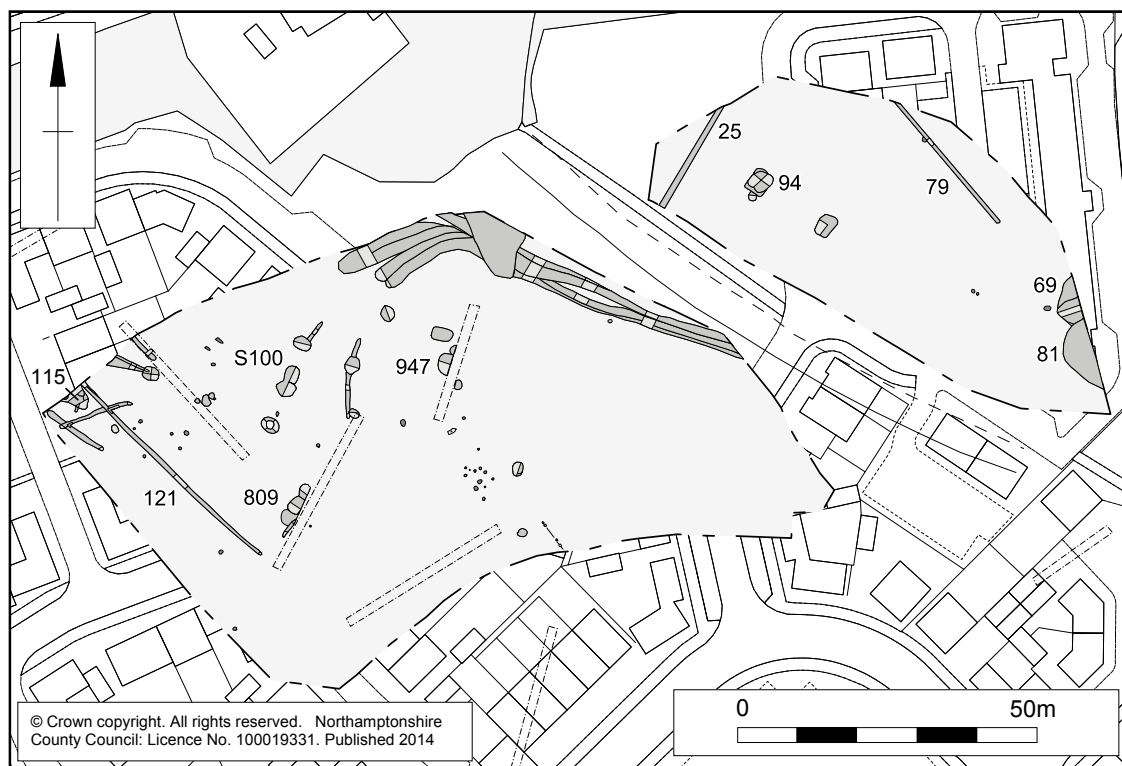 25
94
79
69
81
S100
947
115
121
809
0 50m
© Crown copyright. All rights reserved. Northamptonshire
County Council: Licence No. 100019331. Published 2014